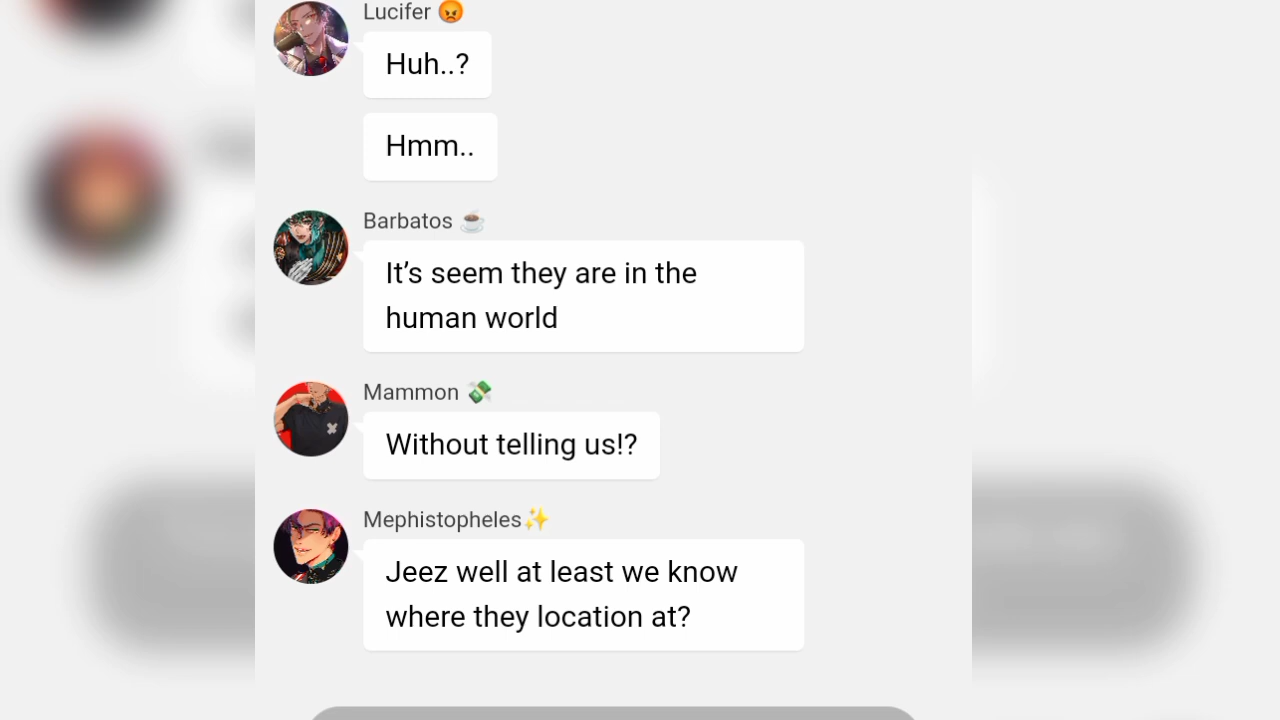 Lucifer 😡
Huh..?
Hmm..
Barbatos ☕
It’s seem they are in the
human world
Mammon 💸
Without telling us!?
Mephistopheles✨
Jeez well at least we know
where they location at?